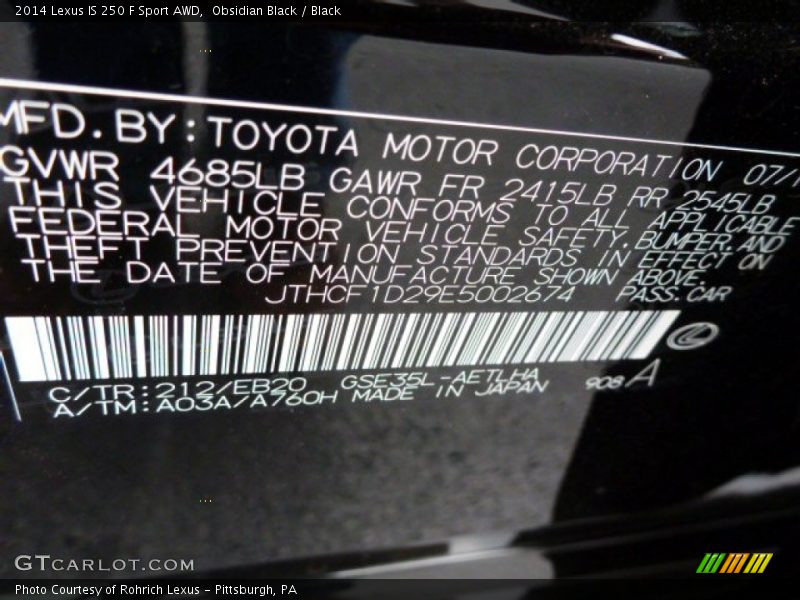 2014 Lexus IS 250 F Sport AWD, Obsidian Black / Black
MFD. BY: TOYOTA MOTOR CORPORATION 07/1
GVWR 4685LB GAWR FR 2415LB RR 2545LB
THIS VEHICLE CONFORMS TO ALL APPLICABLE
FEDERAL MOTOR VEHICLE SAFETY, BUMPER, AND
THEFT PREVENTION STANDARDS IN EFFECT ON
THE DATE OF MANUFACTURE SHOWN ABOVE.
JTHCF1D29E5002674 PASS. CAR
C/TR: 212/EB20 GSE35L-AETLHA
A/TM: A03A/A760H MADE IN JAPAN 908 A
GTCARLOT.COM
Photo Courtesy of Rohrich Lexus - Pittsburgh, PA